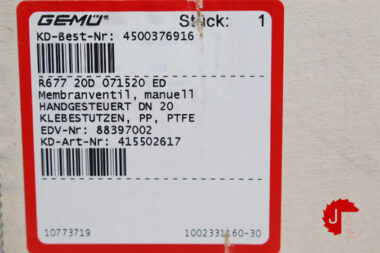 GEMÜ® Stück: 1
KD-Best-Nr: 4500376916
R677 20D 071520 ED
Membranventil, manuell
HANDGESTEUERT DN 20
KLEBESTUTZEN, PP, PTFE
EDV-Nr: 88397002
KD-Art-Nr: 415502617
10773719 1002331160-30